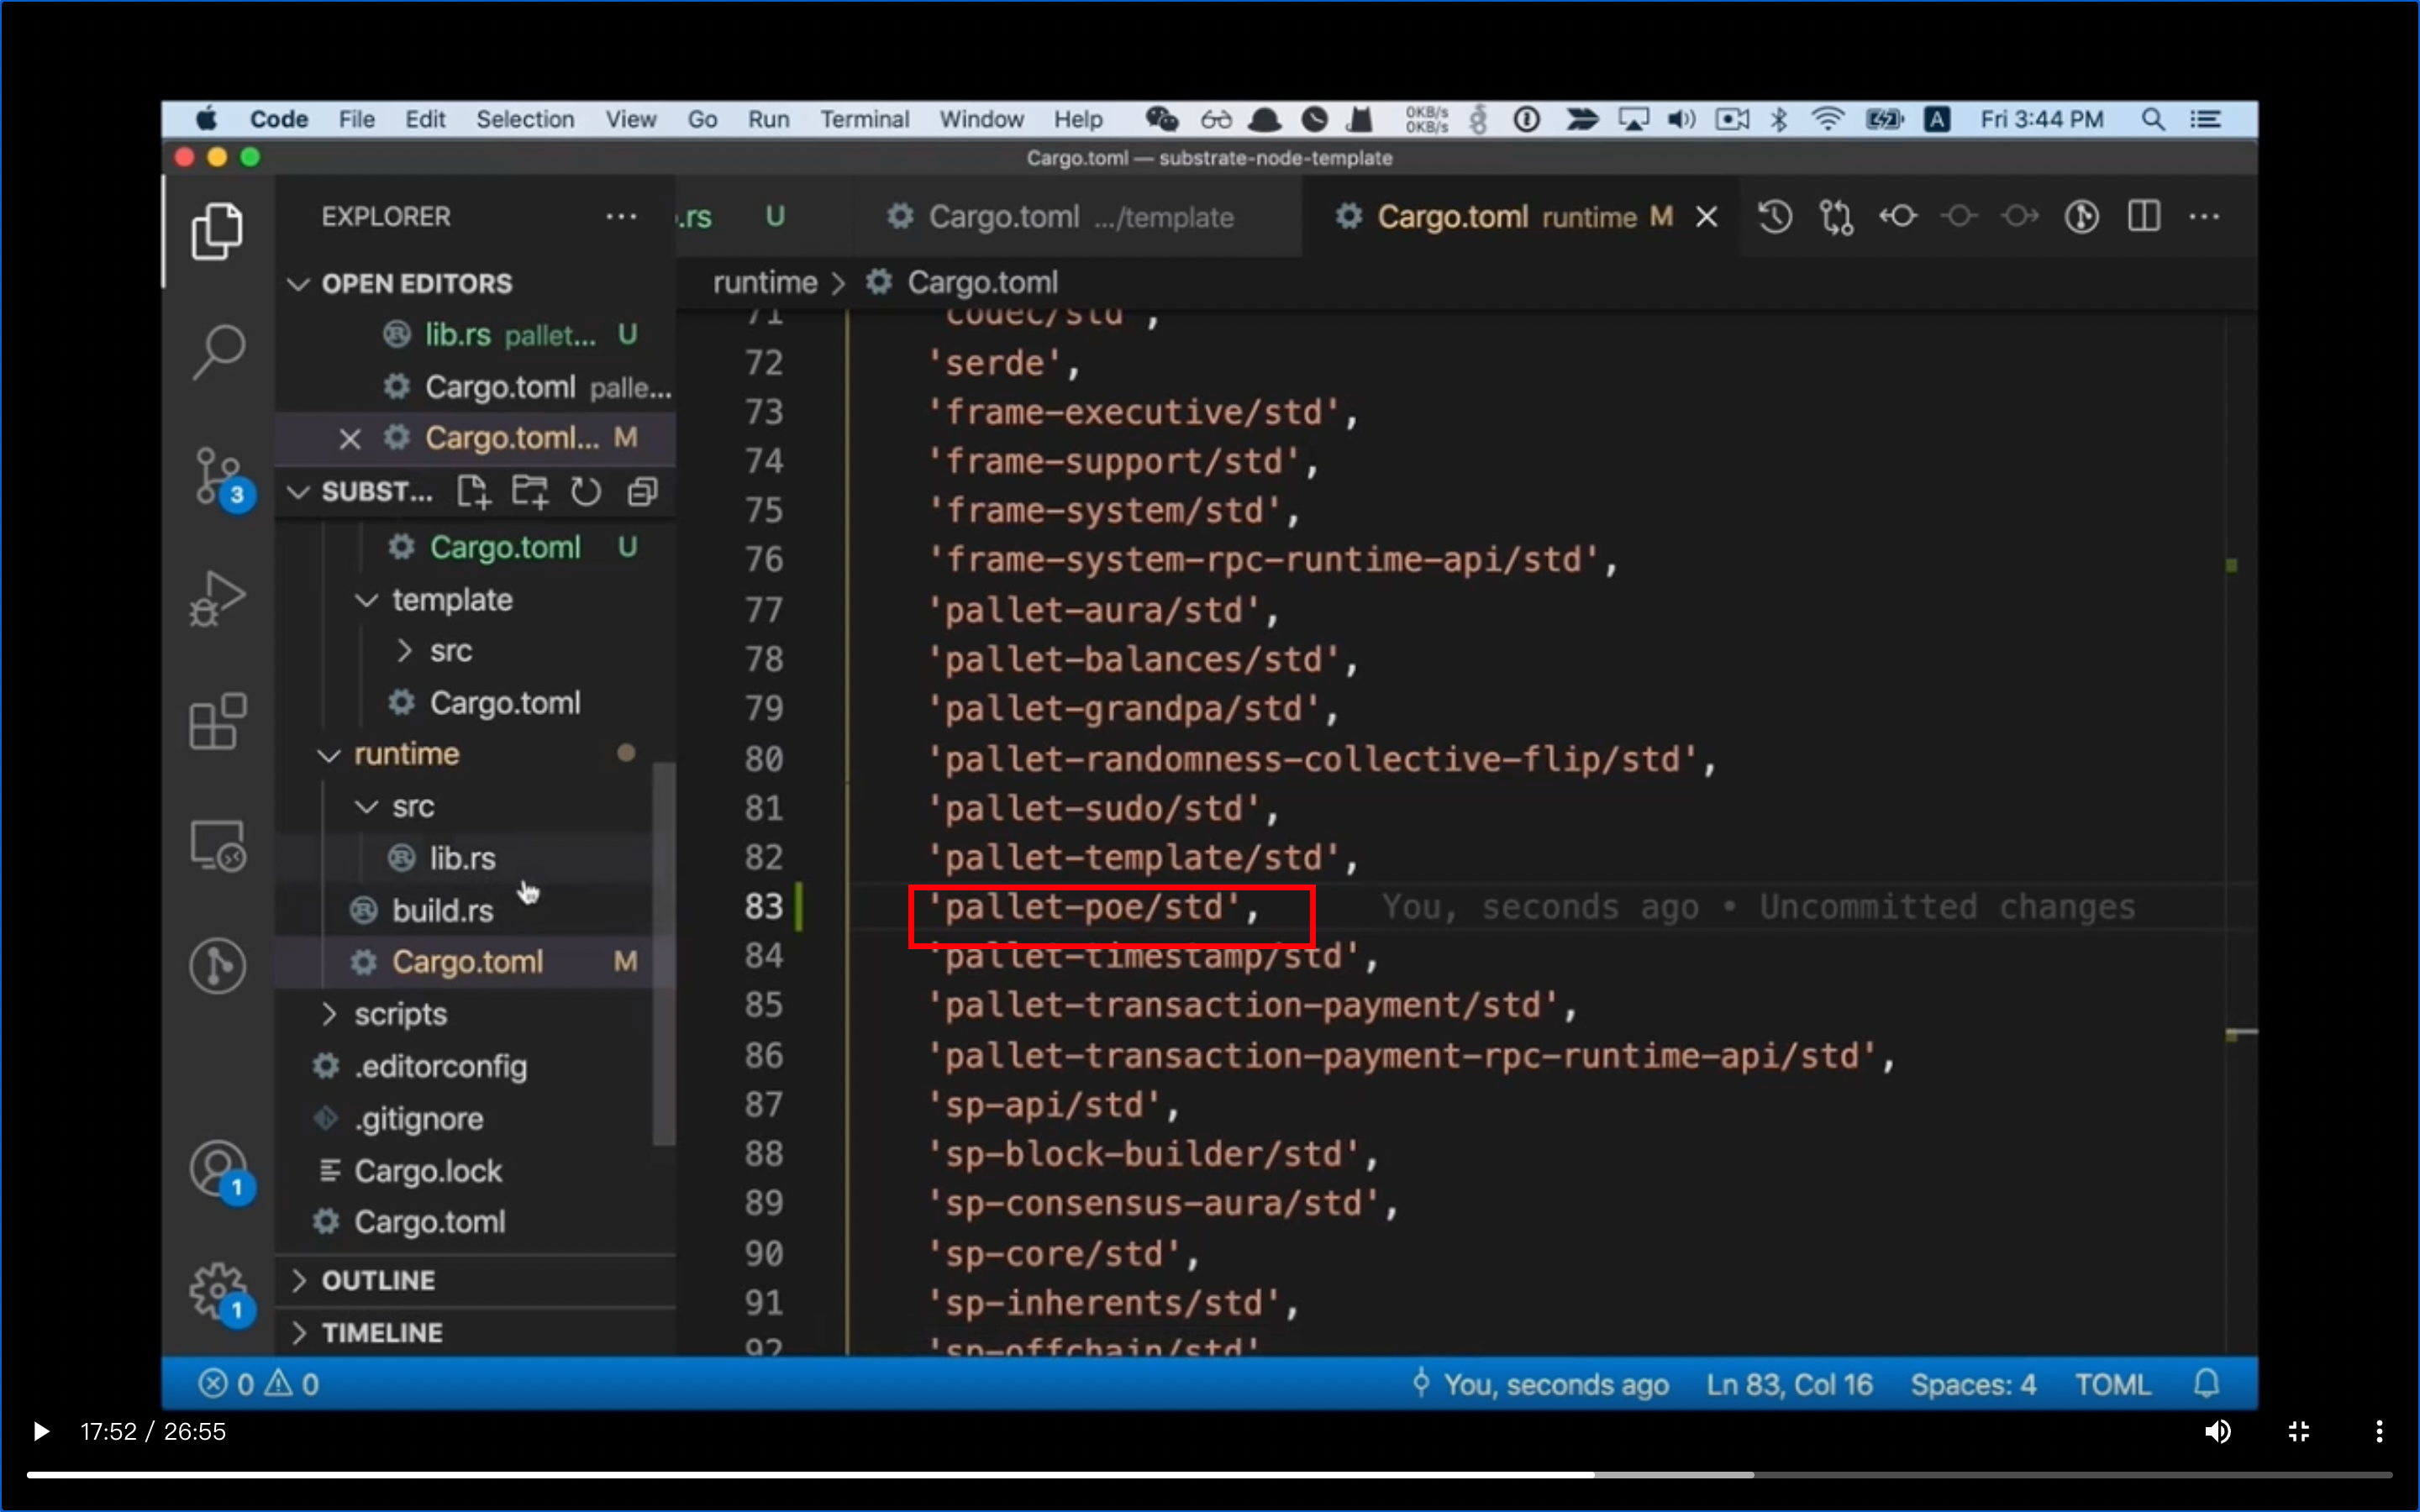 Code File Edit Selection View Go Run Terminal Window Help 0KB/s 0KB/s A Fri 3:44 PM
Cargo.toml — substrate-node-template
EXPLORER
.rs U
Cargo.toml .../template
Cargo.toml runtime M
OPEN EDITORS
lib.rs pallet... U
Cargo.toml palle...
Cargo.toml... M
SUBST...
Cargo.toml U
template
src
Cargo.toml
runtime
src
lib.rs
build.rs
Cargo.toml M
scripts
.editorconfig
.gitignore
Cargo.lock
Cargo.toml
OUTLINE
TIMELINE
3
1
1
runtime > Cargo.toml
71 'codec/std',
72 'serde',
73 'frame-executive/std',
74 'frame-support/std',
75 'frame-system/std',
76 'frame-system-rpc-runtime-api/std',
77 'pallet-aura/std',
78 'pallet-balances/std',
79 'pallet-grandpa/std',
80 'pallet-randomness-collective-flip/std',
81 'pallet-sudo/std',
82 'pallet-template/std',
83 'pallet-poe/std', You, seconds ago • Uncommitted changes
84 'pallet-timestamp/std',
85 'pallet-transaction-payment/std',
86 'pallet-transaction-payment-rpc-runtime-api/std',
87 'sp-api/std',
88 'sp-block-builder/std',
89 'sp-consensus-aura/std',
90 'sp-core/std',
91 'sp-inherents/std',
92 'sp-offchain/std'
0 0
You, seconds ago Ln 83, Col 16 Spaces: 4 TOML
17:52 / 26:55